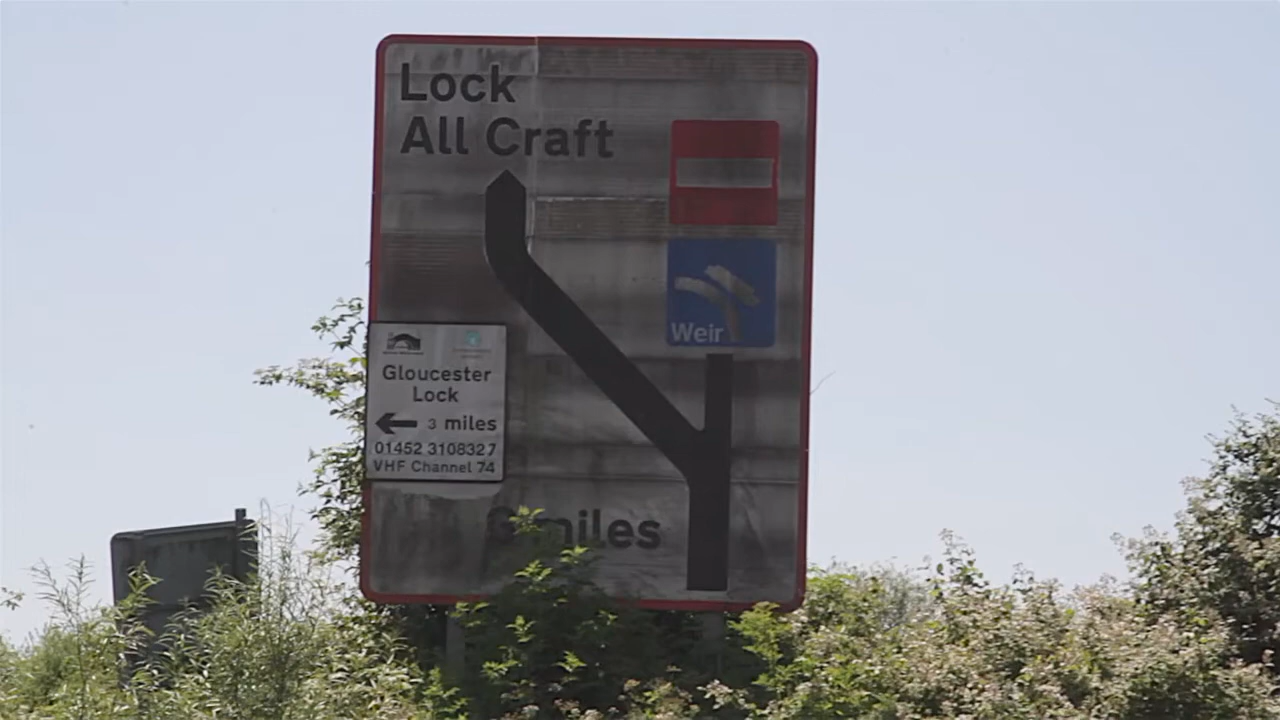 Lock
All Craft
Weir
Gloucester
Lock
3 miles
01452 3108327
VHF Channel 74
miles